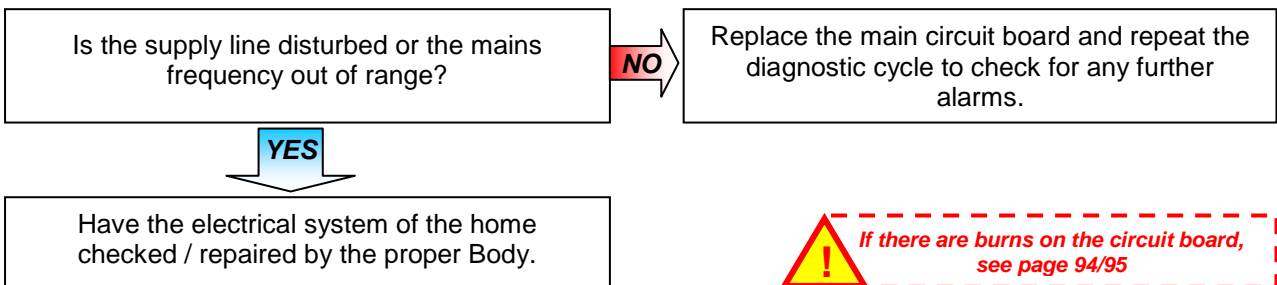 Is the supply line disturbed or the mains
frequency out of range?
NO
Replace the main circuit board and repeat the
diagnostic cycle to check for any further
alarms.
YES
Have the electrical system of the home
checked / repaired by the proper Body.
!
If there are burns on the circuit board,
see page 94/95